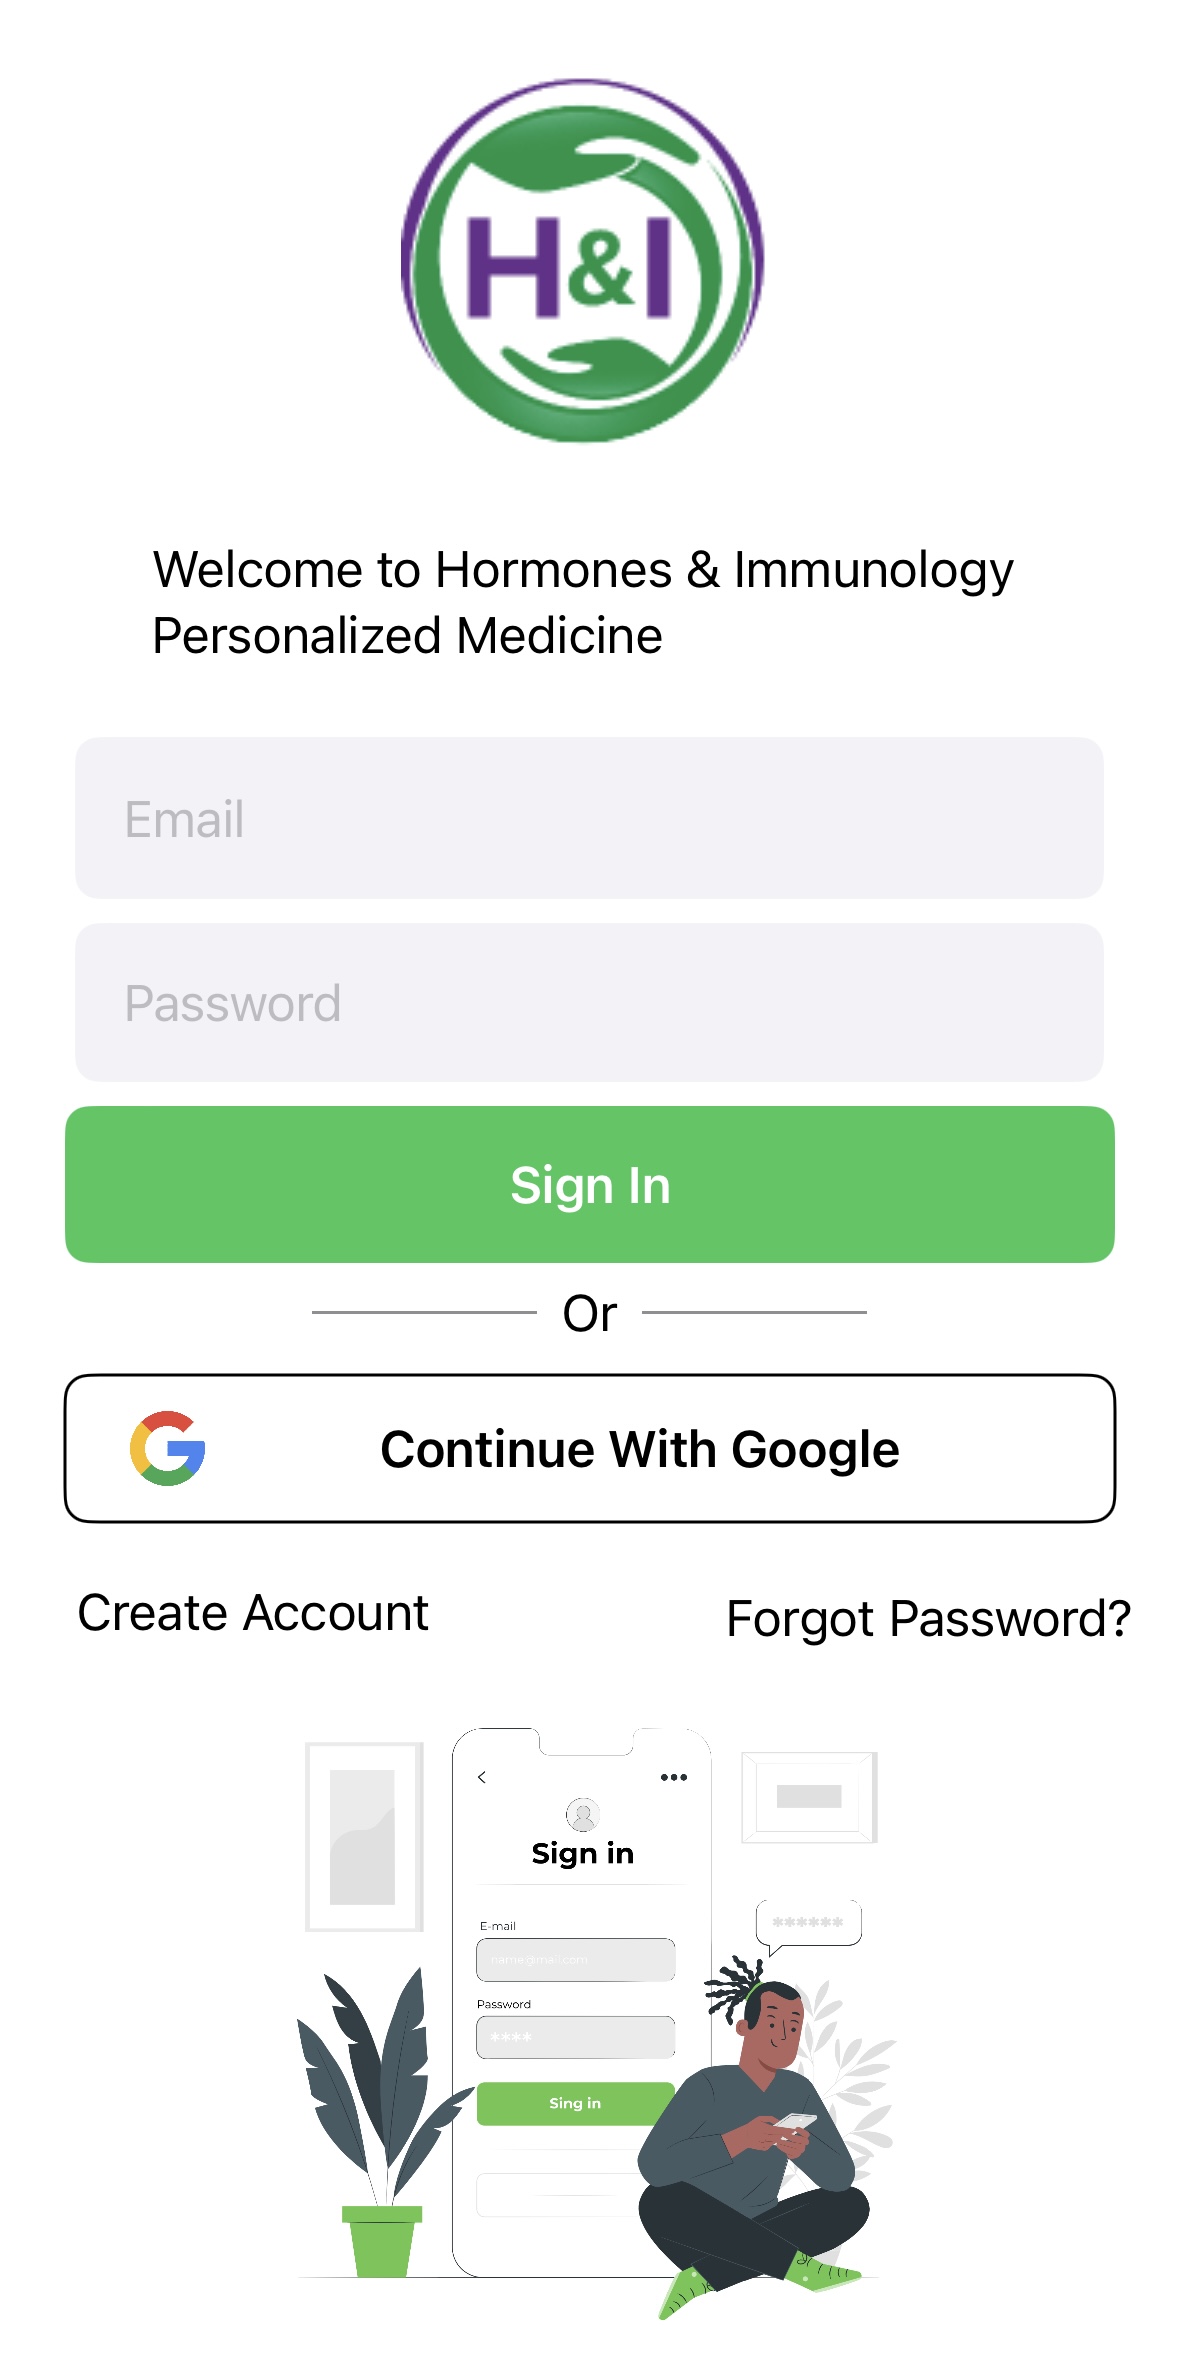 H&I
Welcome to Hormones & Immunology
Personalized Medicine
Email
Password
Sign In
Or
Continue With Google
Create Account
Forgot Password?
Sign in
******
E-mail
name@mail.com
Password
****
Sing in